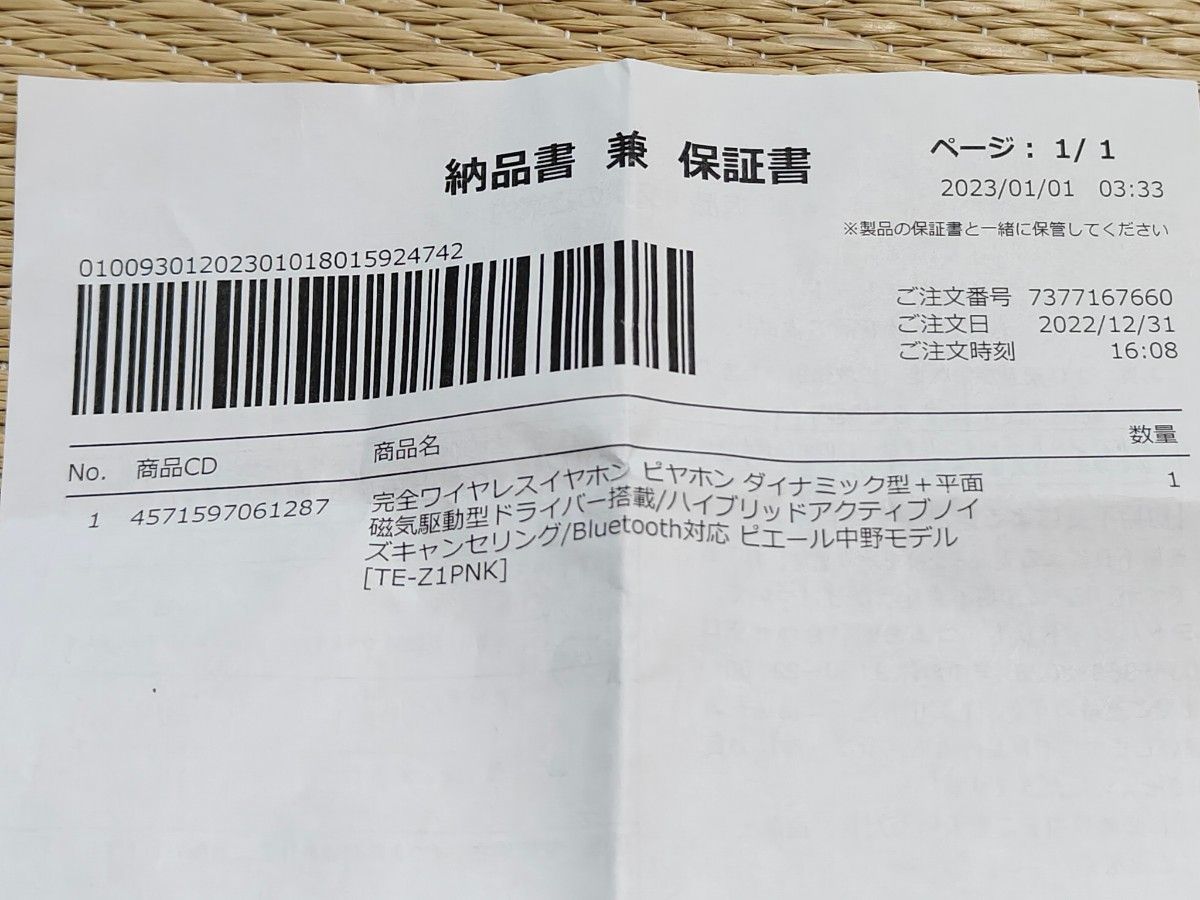 納品書 兼 保証書
ページ： 1/ 1
2023/01/01 03:33
※製品の保証書と一緒に保管してください
01009301202301018015924742
ご注文番号 7377167660
ご注文日 2022/12/31
ご注文時刻 16:08
No. 商品CD 商品名 数量
1 4571597061287 完全ワイヤレスイヤホン ピヤホン ダイナミック型＋平面 1
磁気駆動型ドライバー搭載/ハイブリッドアクティブノイ
ズキャンセリング/Bluetooth対応 ピエール中野モデル
[TE-Z1PNK]